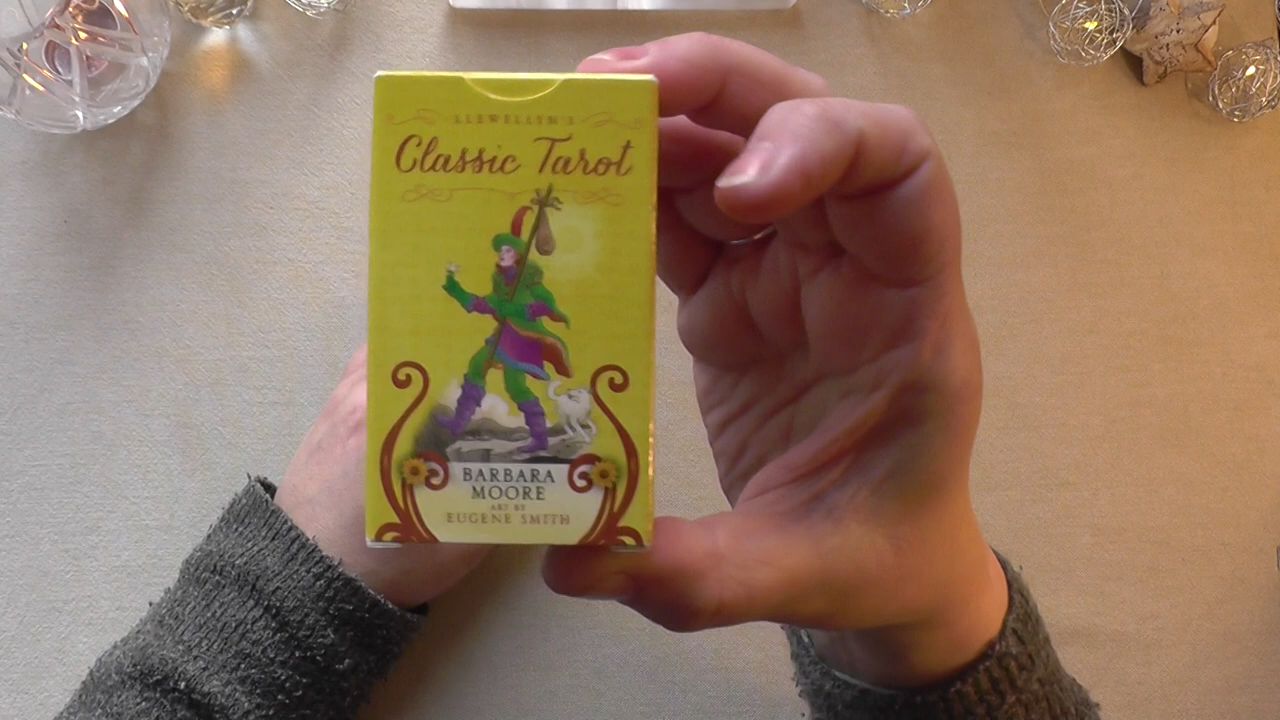 LLEWELLYN'S
Classic Tarot
BARBARA
MOORE
ART BY
EUGENE SMITH